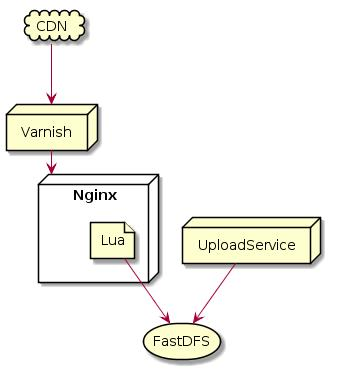 CDN
Varnish
Nginx
Lua
UploadService
FastDFS